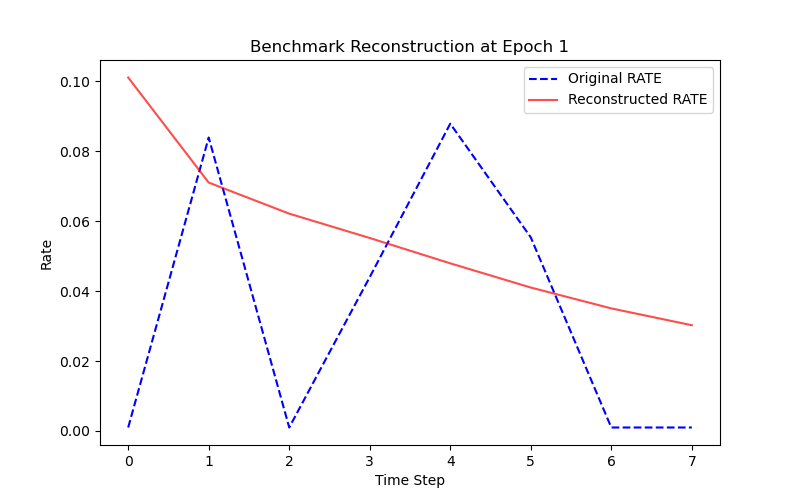 Benchmark Reconstruction at Epoch 1
Original RATE
Reconstructed RATE
0.10
0.08
0.06
0.04
0.02
0.00
Rate
0 1 2 3 4 5 6 7
Time Step